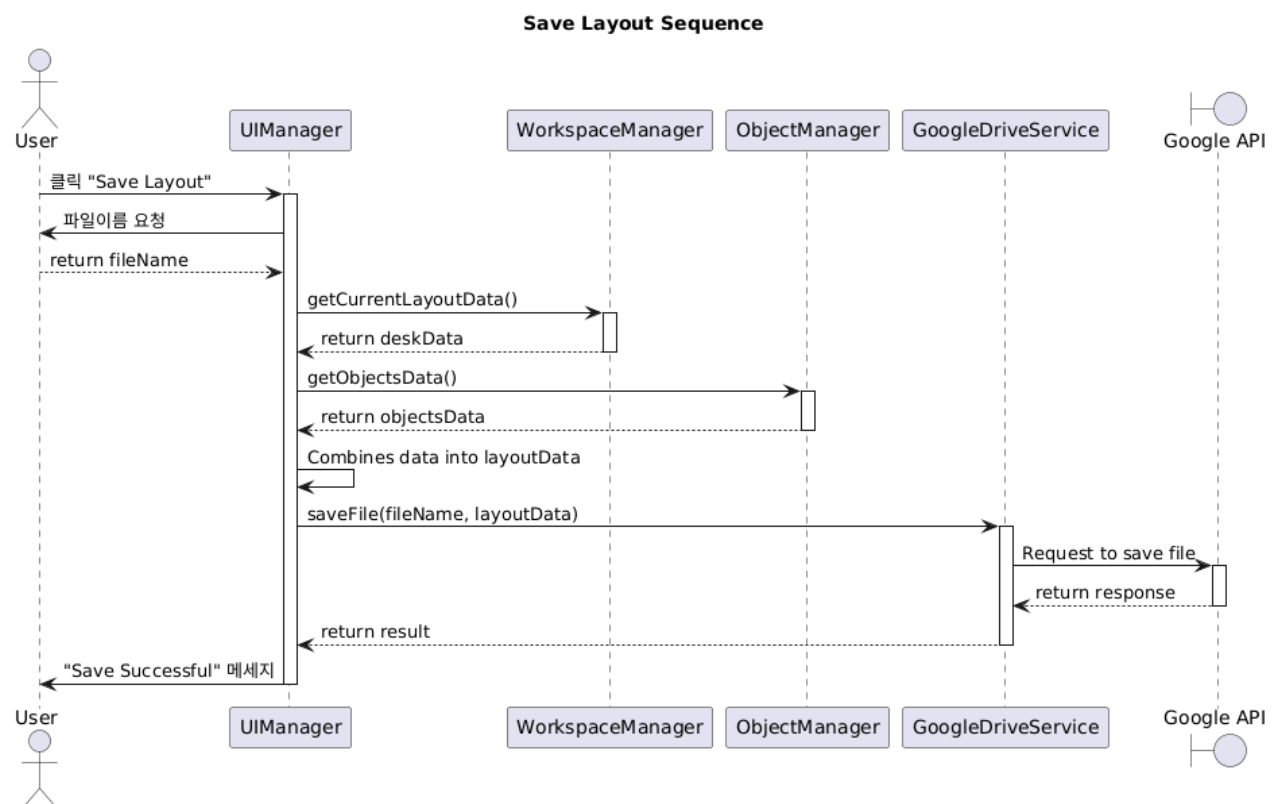 Save Layout Sequence
User
UIManager
WorkspaceManager
ObjectManager
GoogleDriveService
Google API
클릭 "Save Layout"
파일이름 요청
return fileName
getCurrentLayoutData()
return deskData
getObjectsData()
return objectsData
Combines data into layoutData
saveFile(fileName, layoutData)
Request to save file
return response
return result
"Save Successful" 메세지
User
UIManager
WorkspaceManager
ObjectManager
GoogleDriveService
Google API